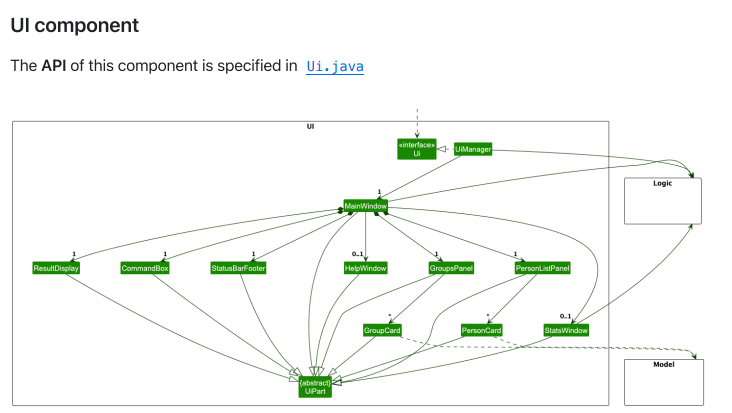 UI component
The API of this component is specified in Ui.java
UI
«interface»
Ui
UiManager
Logic
1
MainWindow
1
1
1
0..1
1
1
ResultDisplay
CommandBox
StatusBarFooter
HelpWindow
GroupsPanel
PersonListPanel
*
*
0..1
GroupCard
PersonCard
StatsWindow
Model
{abstract}
UiPart